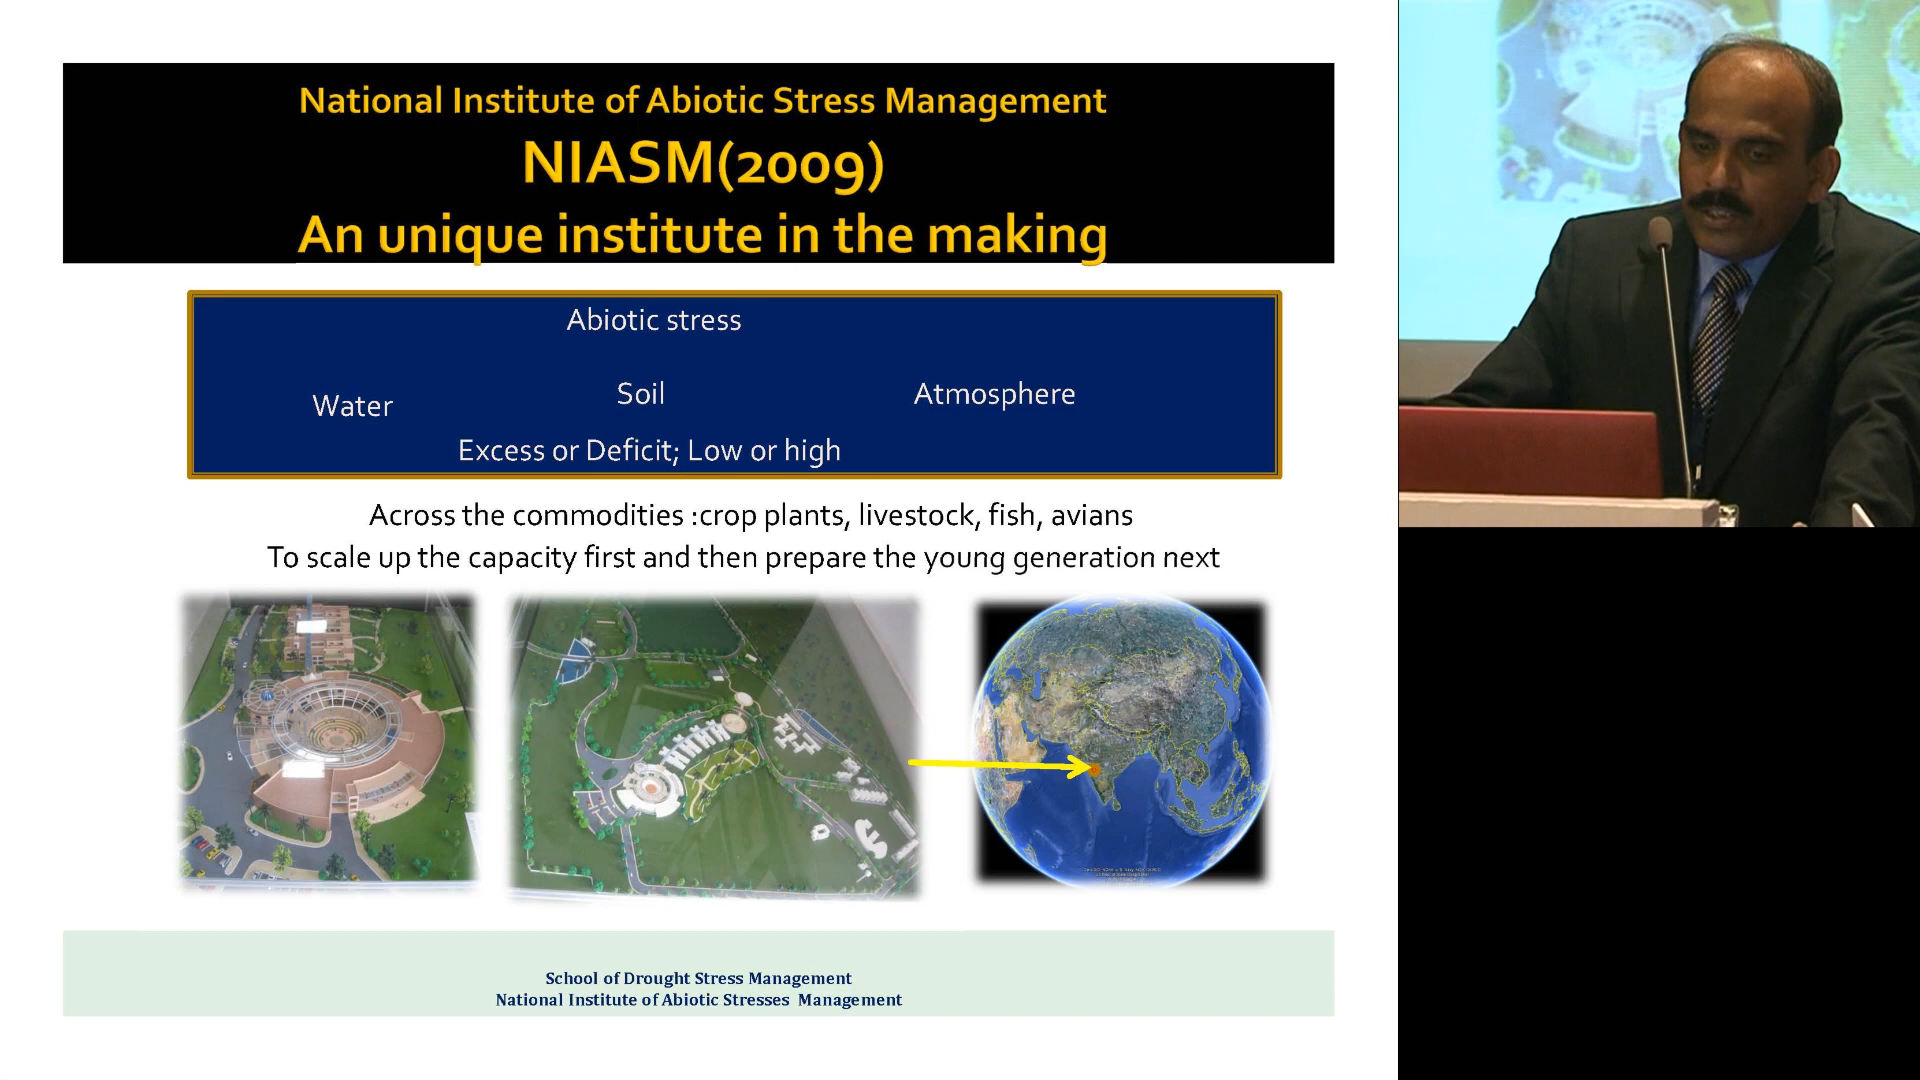 National Institute of Abiotic Stress Management
NIASM(2009)
An unique institute in the making
Abiotic stress
Water
Soil
Atmosphere
Excess or Deficit; Low or high
Across the commodities :crop plants, livestock, fish, avians
To scale up the capacity first and then prepare the young generation next
School of Drought Stress Management
National Institute of Abiotic Stresses Management